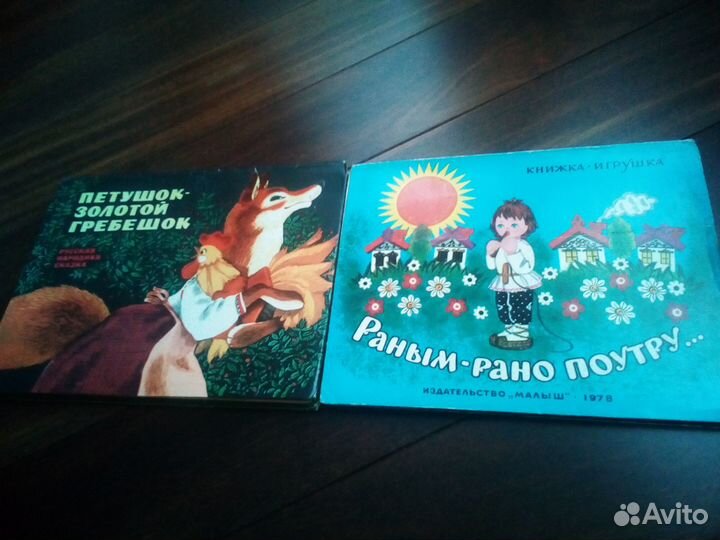 ПЕТУШОК-
ЗОЛОТОЙ
ГРЕБЕШОК
РУССКАЯ
НАРОДНАЯ
СКАЗКА
КНИЖКА-ИГРУШКА
РАНЫМ-РАНО ПОУТРУ...
ИЗДАТЕЛЬСТВО „МАЛЫШ" 1978
Avito